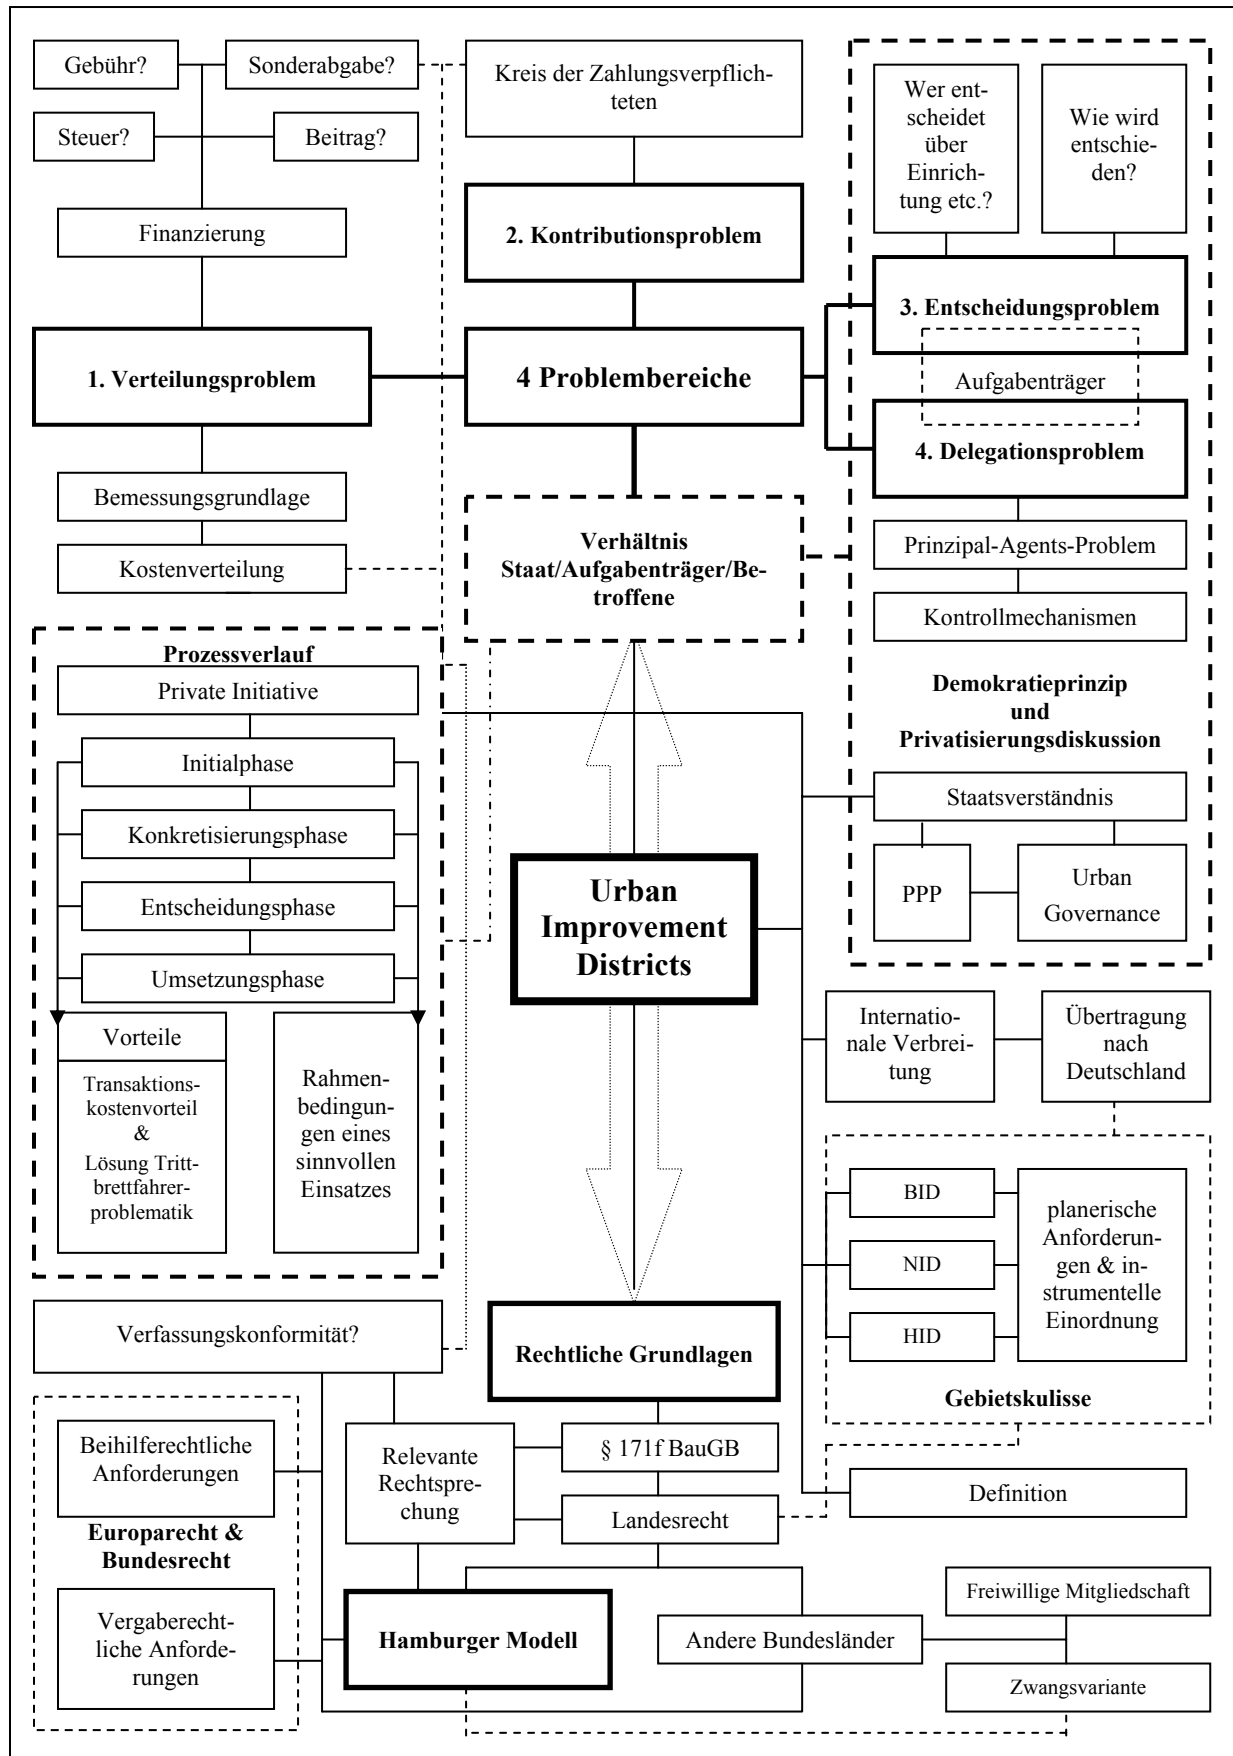 Gebühr?
Sonderabgabe?
Steuer?
Beitrag?
Finanzierung
1. Verteilungsproblem
Bemessungsgrundlage
Kostenverteilung
Kreis der Zahlungsverpflich-
teten
2. Kontributionsproblem
4 Problembereiche
Verhältnis
Staat/Aufgabenträger/Be-
troffene
Wer ent-
scheidet
über
Einrich-
tung etc.?
Wie wird
entschie-
den?
3. Entscheidungsproblem
Aufgabenträger
4. Delegationsproblem
Prinzipal-Agents-Problem
Kontrollmechanismen
Demokratieprinzip
und
Privatisierungsdiskussion
Staatsverständnis
PPP
Urban
Governance
Prozessverlauf
Private Initiative
Initialphase
Konkretisierungsphase
Entscheidungsphase
Umsetzungsphase
Vorteile
Transaktions-
kostenvorteil
&
Lösung Tritt-
brettfahrer-
problematik
Rahmen-
bedingun-
gen eines
sinnvollen
Einsatzes
Urban
Improvement
Districts
Internatio-
nale Verbrei-
tung
Übertragung
nach
Deutschland
BID
NID
HID
planerische
Anforderun-
gen & in-
strumentelle
Einordnung
Gebietskulisse
Definition
Verfassungskonformität?
Rechtliche Grundlagen
Beihilferechtliche
Anforderungen
Europarecht &
Bundesrecht
Vergaberecht-
liche Anforde-
rungen
Relevante
Rechtspre-
chung
§ 171f BauGB
Landesrecht
Hamburger Modell
Andere Bundesländer
Freiwillige Mitgliedschaft
Zwangsvariante